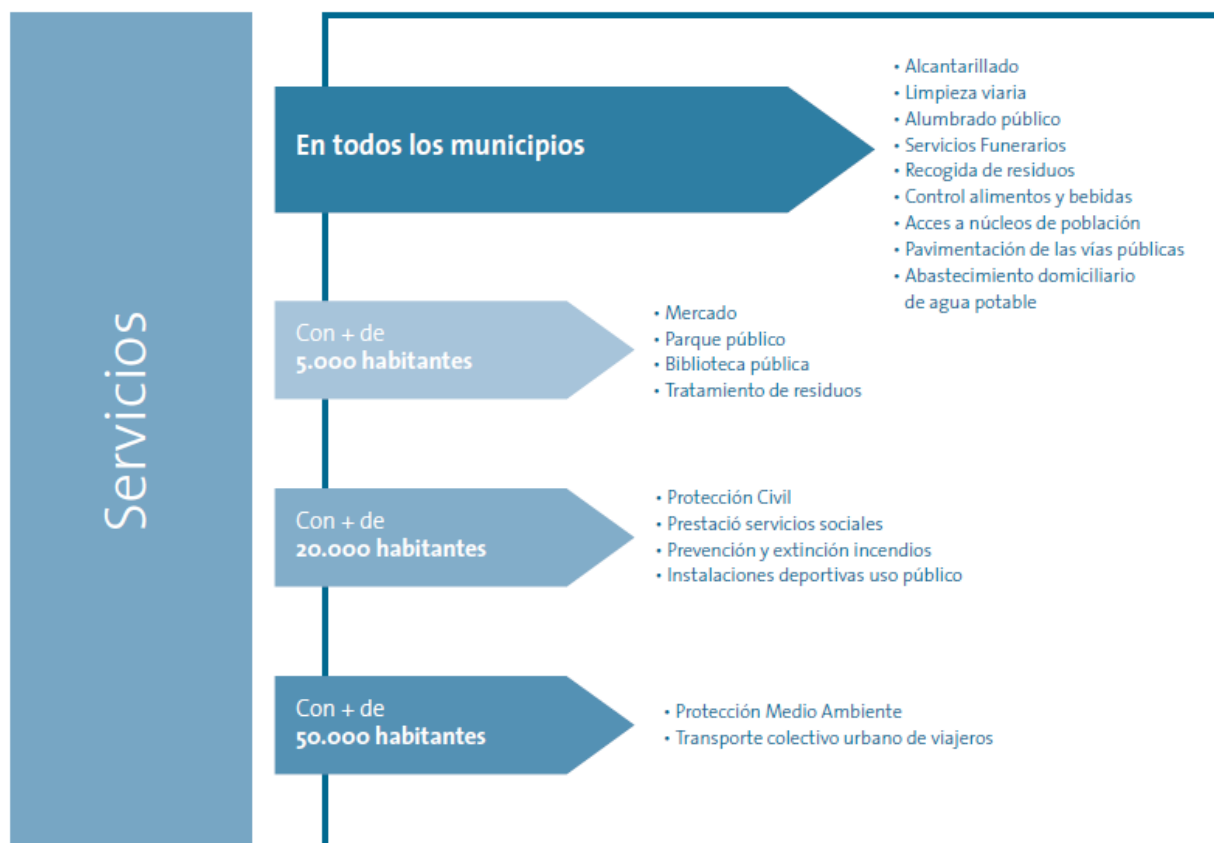 Servicios
En todos los municipios
• Alcantarillado
• Limpieza viaria
• Alumbrado público
• Servicios Funerarios
• Recogida de residuos
• Control alimentos y bebidas
• Acces a núcleos de población
• Pavimentación de las vías públicas
• Abastecimiento domiciliario
de agua potable
Con + de
5.000 habitantes
• Mercado
• Parque público
• Biblioteca pública
• Tratamiento de residuos
Con + de
20.000 habitantes
• Protección Civil
• Prestació servicios sociales
• Prevención y extinción incendios
• Instalaciones deportivas uso público
Con + de
50.000 habitantes
• Protección Medio Ambiente
• Transporte colectivo urbano de viajeros